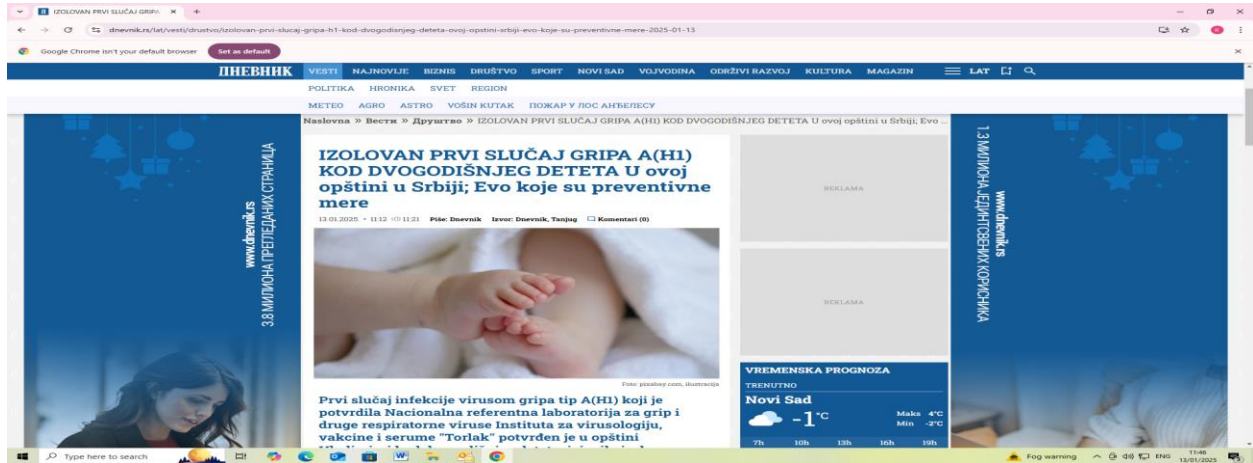 IZOLOVAN PRVI SLUČAJ GRIPA
dnevnik.rs/lat/vesti/drustvo/izolovan-prvi-slucaj-gripa-h1-kod-dvogodisnjeg-deteta-ovoj-opstini-srbiji-evo-koje-su-preventivne-mere-2025-01-13
Google Chrome isn't your default browser Set as default
ДНЕВНИК VESTI NAJNOVIJE BIZNIS DRUŠTVO SPORT NOVI SAD VOJVODINA ODRŽIVI RAZVOJ KULTURA MAGAZIN LAT
POLITIKA HRONIKA SVET REGION
METEO AGRO ASTRO VOŠIN KUTAK ПОЖАР У ЛОС АНЂЕЛЕСУ
Naslovna » Вести » Друштво » IZOLOVAN PRVI SLUČAJ GRIPA A(H1) KOD DVOGODIŠNJEG DETETA U ovoj opštini u Srbiji; Evo ...
IZOLOVAN PRVI SLUČAJ GRIPA A(H1)
KOD DVOGODIŠNJEG DETETA U ovoj
opštini u Srbiji; Evo koje su preventivne
mere
13.01.2025 • 11:12 11:21 Piše: Dnevnik Izvor: Dnevnik, Tanjug Komentari (0)
Foto: pixabay.com, ilustracija
Prvi slučaj infekcije virusom gripa tip A(H1) koji je
potvrdila Nacionalna referentna laboratorija za grip i
druge respiratorne viruse Instituta za virusologiju,
vakcine i serume "Torlak" potvrđen je u opštini
REKLAMA
REKLAMA
VREMENSKA PROGNOZA
TRENUTNO
Novi Sad
-1°C
Maks 4°C
Min -2°C
7h 10h 13h 16h 19h
www.dnevnik.rs
3.8 МИЛИОНА ПРЕГЛЕДАНИХ СТРАНИЦА
1.3 МИЛИОНА ЈЕДИНТСВЕНИХ КОРИСНИКА
www.dnevnik.rs
Type here to search
Fog warning
ENG
11:46
13/01/2025